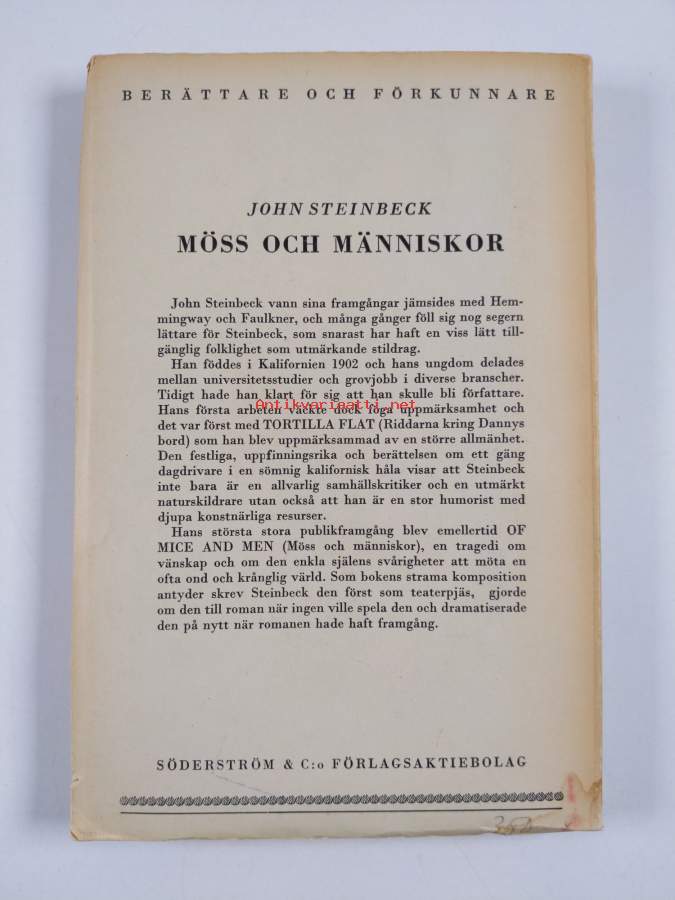 BERÄTTARE OCH FÖRKUNNARE
JOHN STEINBECK
MÖSS OCH MÄNNISKOR
John Steinbeck vann sina framgångar jämsides med Hem-
mingway och Faulkner, och många gånger föll sig nog segern
lättare för Steinbeck, som snarast har haft en viss lätt till-
gänglig folklighet som utmärkande stildrag.
Han föddes i Kalifornien 1902 och hans ungdom delades
mellan universitetsstudier och grovjobb i diverse branscher.
Tidigt hade han klart för sig att han skulle bli författare.
Antikvariaatti.net
Hans första arbeten väckte dock föga uppmärksamhet och
det var först med TORTILLA FLAT (Riddarna kring Dannys
bord) som han blev uppmärksammad av en större allmänhet.
Den festliga, uppfinningsrika och berättelsen om ett gäng
dagdrivare i en sömnig kalifornisk håla visar att Steinbeck
inte bara är en allvarlig samhällskritiker och en utmärkt
naturskildrare utan också att han är en stor humorist med
djupa konstnärliga resurser.
Hans största stora publikframgång blev emellertid OF
MICE AND MEN (Möss och människor), en tragedi om
vänskap och om den enkla själens svårigheter att möta en
ofta ond och krånglig värld. Som bokens strama komposition
antyder skrev Steinbeck den först som teaterpjäs, gjorde
om den till roman när ingen ville spela den och dramatiserade
den på nytt när romanen hade haft framgång.
SÖDERSTRÖM & C:o FÖRLAGSAKTIEBOLAG